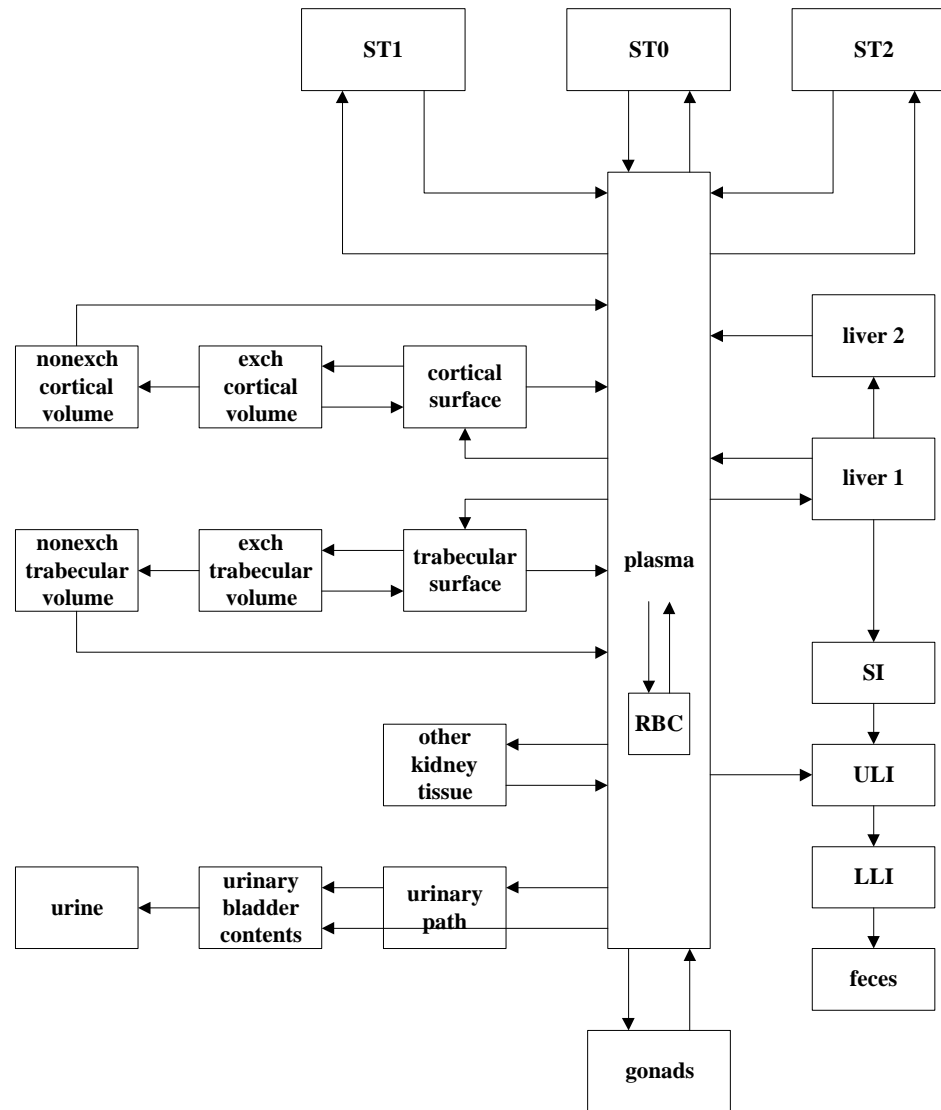 ST1
ST0
ST2
liver 2
nonexch
cortical
volume
exch
cortical
volume
cortical
surface
liver 1
nonexch
trabecular
volume
exch
trabecular
volume
trabecular
surface
plasma
SI
RBC
other
kidney
tissue
ULI
urine
urinary
bladder
contents
urinary
path
LLI
feces
gonads